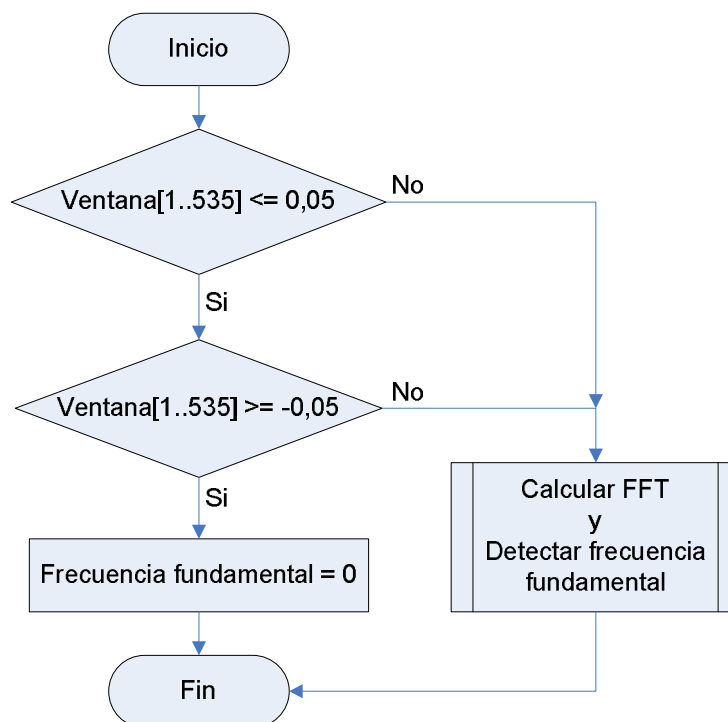 Inicio
Ventana[1..535] <= 0,05
No
Si
Ventana[1..535] >= -0,05
No
Si
Calcular FFT
y
Detectar frecuencia
fundamental
Frecuencia fundamental = 0
Fin